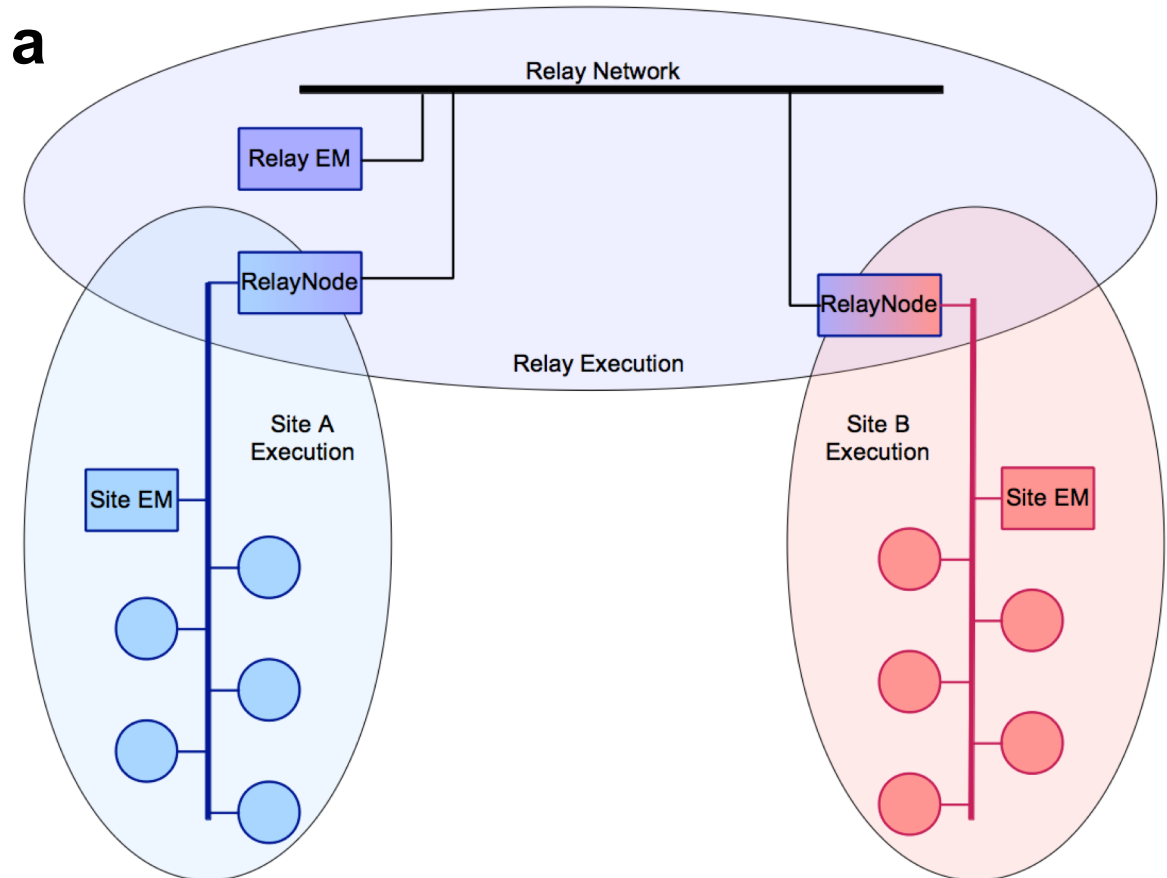 a
Relay Network
Relay EM
RelayNode
RelayNode
Relay Execution
Site A
Execution
Site B
Execution
Site EM
Site EM